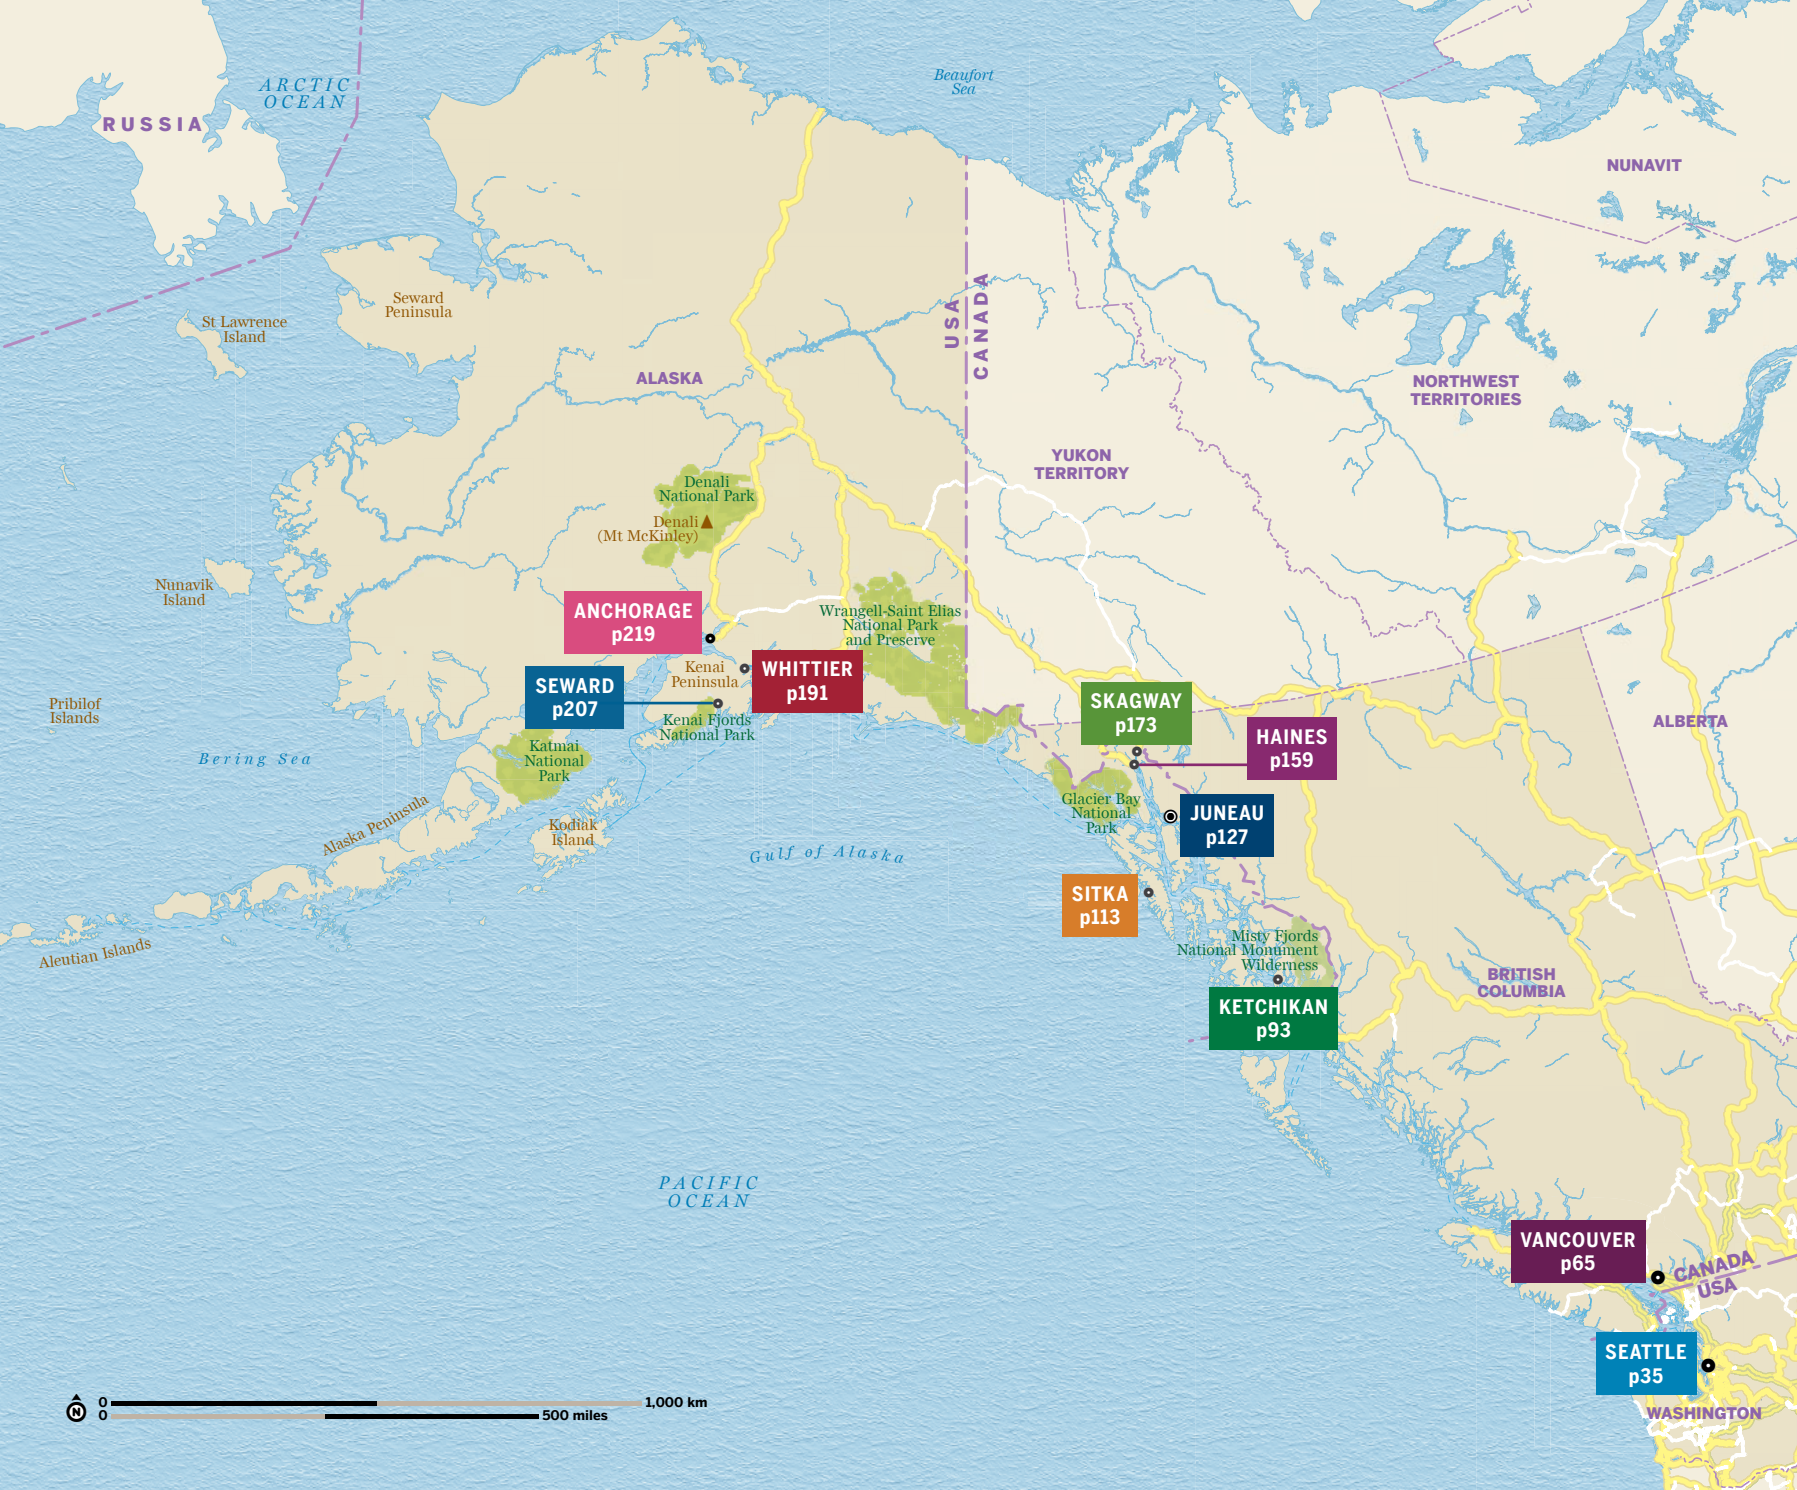 ARCTIC
OCEAN
Beaufort
Sea
RUSSIA
NUNAVIT
Seward
Peninsula
St Lawrence
Island
USA
CANADA
ALASKA
NORTHWEST
TERRITORIES
YUKON
TERRITORY
Denali
National Park
Denali
(Mt McKinley)
Nunavik
Island
ANCHORAGE
p219
Wrangell-Saint Elias
National Park
and Preserve
Kenai
Peninsula
WHITTIER
p191
SEWARD
p207
Pribilof
Islands
Kenai Fjords
National Park
SKAGWAY
p173
ALBERTA
HAINES
p159
Bering Sea
Katmai
National
Park
Glacier Bay
National
Park
JUNEAU
p127
Alaska Peninsula
Kodiak
Island
Gulf of Alaska
SITKA
p113
Aleutian Islands
Misty Fjords
National Monument
Wilderness
BRITISH
COLUMBIA
KETCHIKAN
p93
PACIFIC
OCEAN
VANCOUVER
p65
CANADA
USA
SEATTLE
p35
WASHINGTON
N
0
1,000 km
0
500 miles